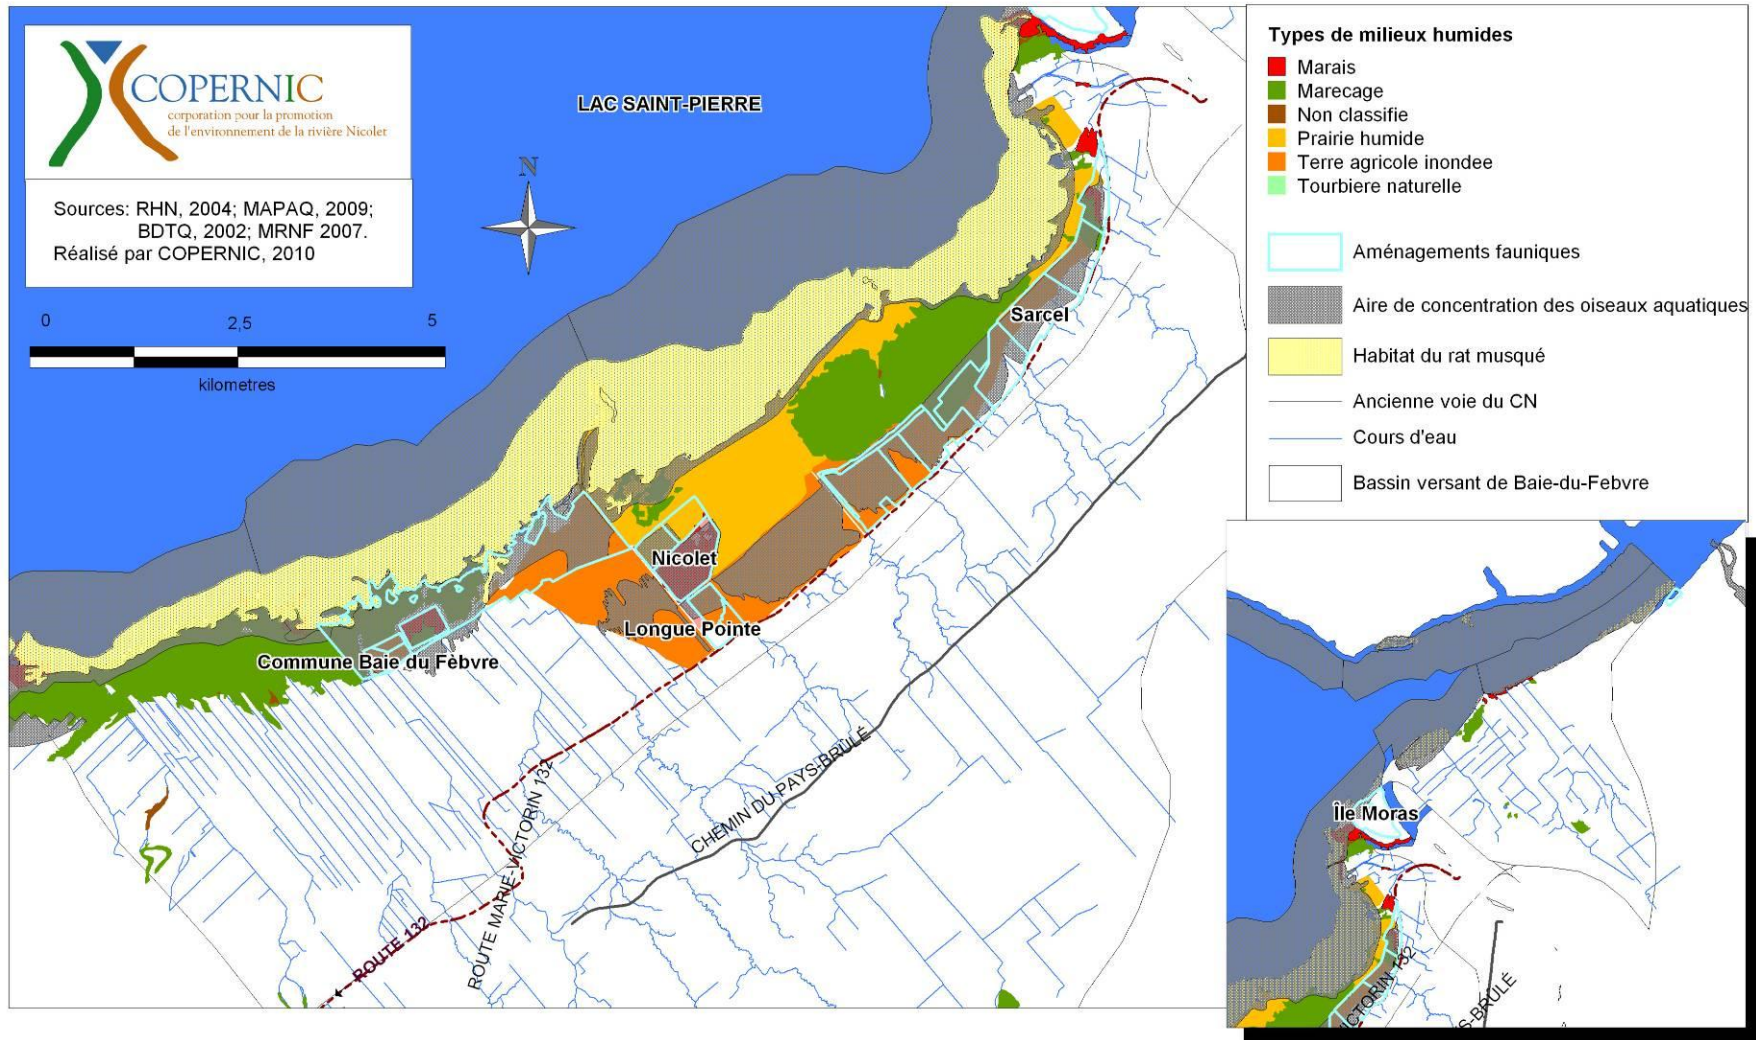 COPERNIC
corporation pour la promotion
de l'environnement de la rivière Nicolet
Sources: RHN, 2004; MAPAQ, 2009;
BDTQ, 2002; MRNF 2007.
Réalisé par COPERNIC, 2010
0 2,5 5
kilometres
N
LAC SAINT-PIERRE
Sarcel
Nicolet
Longue Pointe
Commune Baie du Fèbvre
CHEMIN DU PAYS-BRÛLÉ
ROUTE MARIE-VICTORIN 132
ROUTE 132
Types de milieux humides
Marais
Marecage
Non classifie
Prairie humide
Terre agricole inondee
Tourbiere naturelle
Aménagements fauniques
Aire de concentration des oiseaux aquatiques
Habitat du rat musqué
Ancienne voie du CN
Cours d'eau
Bassin versant de Baie-du-Febvre
Île Moras
VICTORIN 132
S-BRÛLÉ